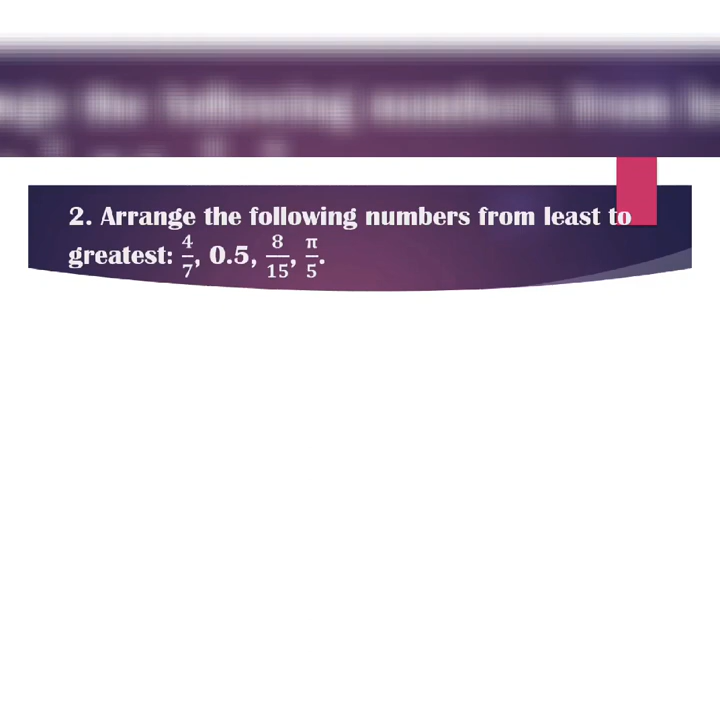 2. Arrange the following numbers from least to
greatest: 4/7, 0.5, 8/15, π/5.